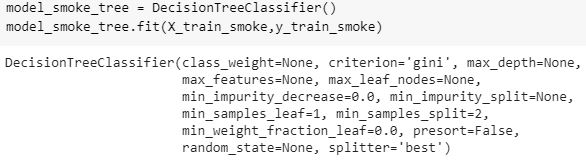 model_smoke_tree = DecisionTreeClassifier()
model_smoke_tree.fit(X_train_smoke,y_train_smoke)
DecisionTreeClassifier(class_weight=None, criterion='gini', max_depth=None,
max_features=None, max_leaf_nodes=None,
min_impurity_decrease=0.0, min_impurity_split=None,
min_samples_leaf=1, min_samples_split=2,
min_weight_fraction_leaf=0.0, presort=False,
random_state=None, splitter='best')